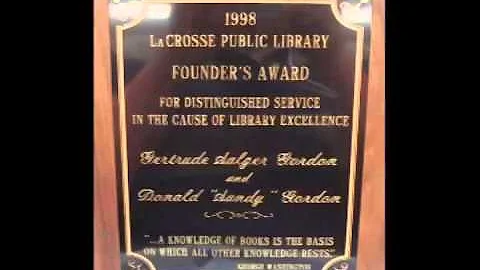 1998
LaCROSSE PUBLIC LIBRARY
FOUNDER'S AWARD
FOR DISTINGUISHED SERVICE
IN THE CAUSE OF LIBRARY EXCELLENCE
Gertrude Salzer Gordon
and
Donald "Sandy" Gordon
"...A KNOWLEDGE OF BOOKS IS THE BASIS
ON WHICH ALL OTHER KNOWLEDGE RESTS."
GEORGE WASHINGTON